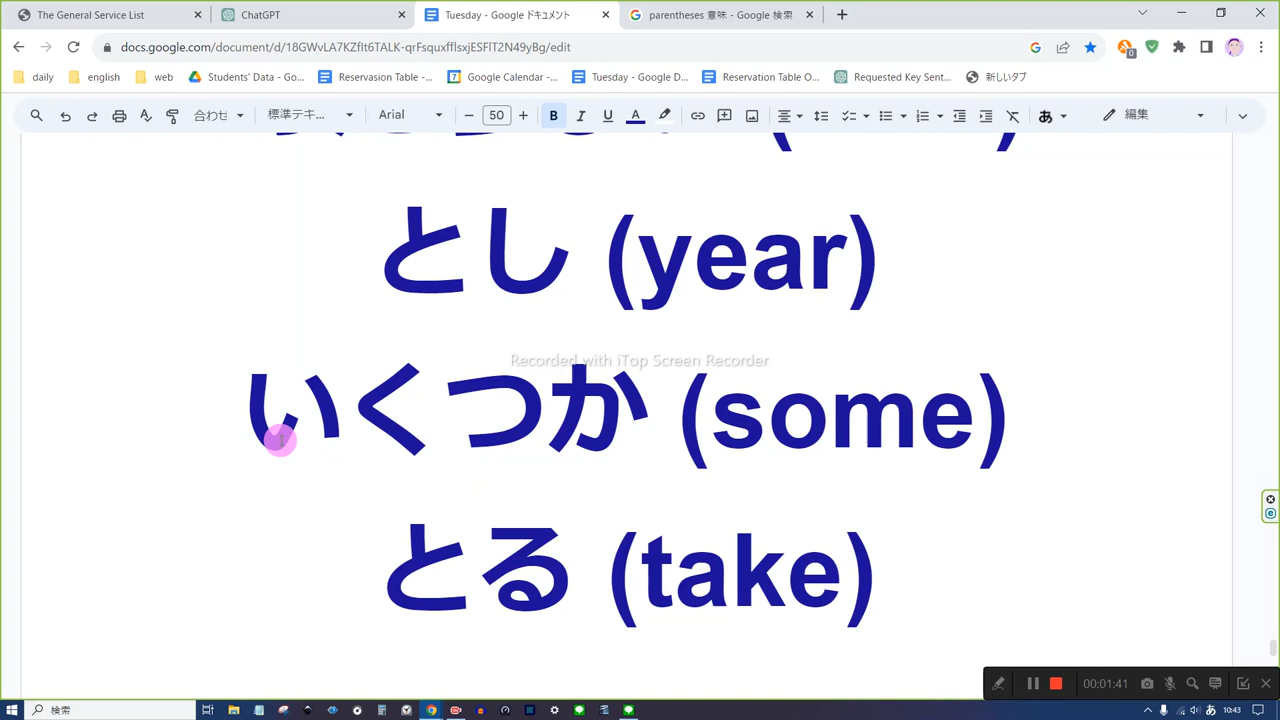 The General Service List
ChatGPT
Tuesday - Google ドキュメント
parentheses 意味 - Google 検索
docs.google.com/document/d/18GWvLA7KZflt6TALK-qrFsquxfflsxjESFlT2N49yBg/edit
daily
english
web
Students' Data - Go...
Reservasion Table -...
Google Calendar -...
Tuesday - Google D...
Reservation Table O...
Requested Key Sent...
新しいタブ
合わせ
標準テキ...
Arial
50
編集
とし (year)
Recorded with iTop Screen Recorder
いくつか (some)
とる (take)
00:01:41
検索
あ 10:43